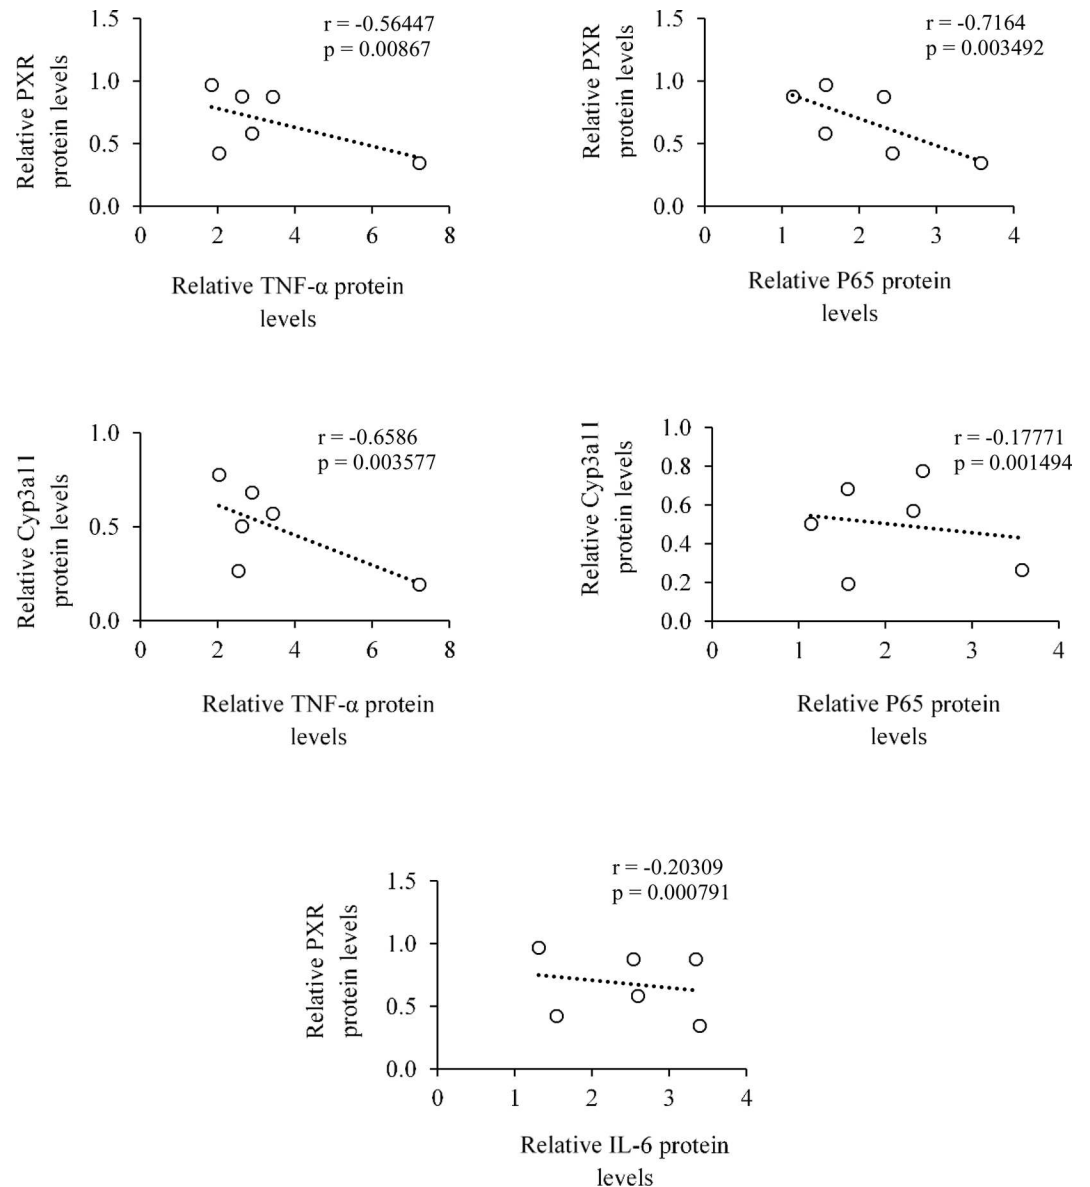 r = -0.56447
p = 0.00867
Relative PXR
protein levels
1.5
1.0
0.5
0.0
0 2 4 6 8
Relative TNF-α protein
levels
r = -0.7164
p = 0.003492
Relative PXR
protein levels
1.5
1.0
0.5
0.0
0 1 2 3 4
Relative P65 protein
levels
r = -0.6586
p = 0.003577
Relative Cyp3a11
protein levels
1.0
0.5
0.0
0 2 4 6 8
Relative TNF-α protein
levels
r = -0.17771
p = 0.001494
Relative Cyp3a11
protein levels
1.0
0.8
0.6
0.4
0.2
0
0 1 2 3 4
Relative P65 protein
levels
r = -0.20309
p = 0.000791
Relative PXR
protein levels
1.5
1.0
0.5
0.0
0 1 2 3 4
Relative IL-6 protein
levels